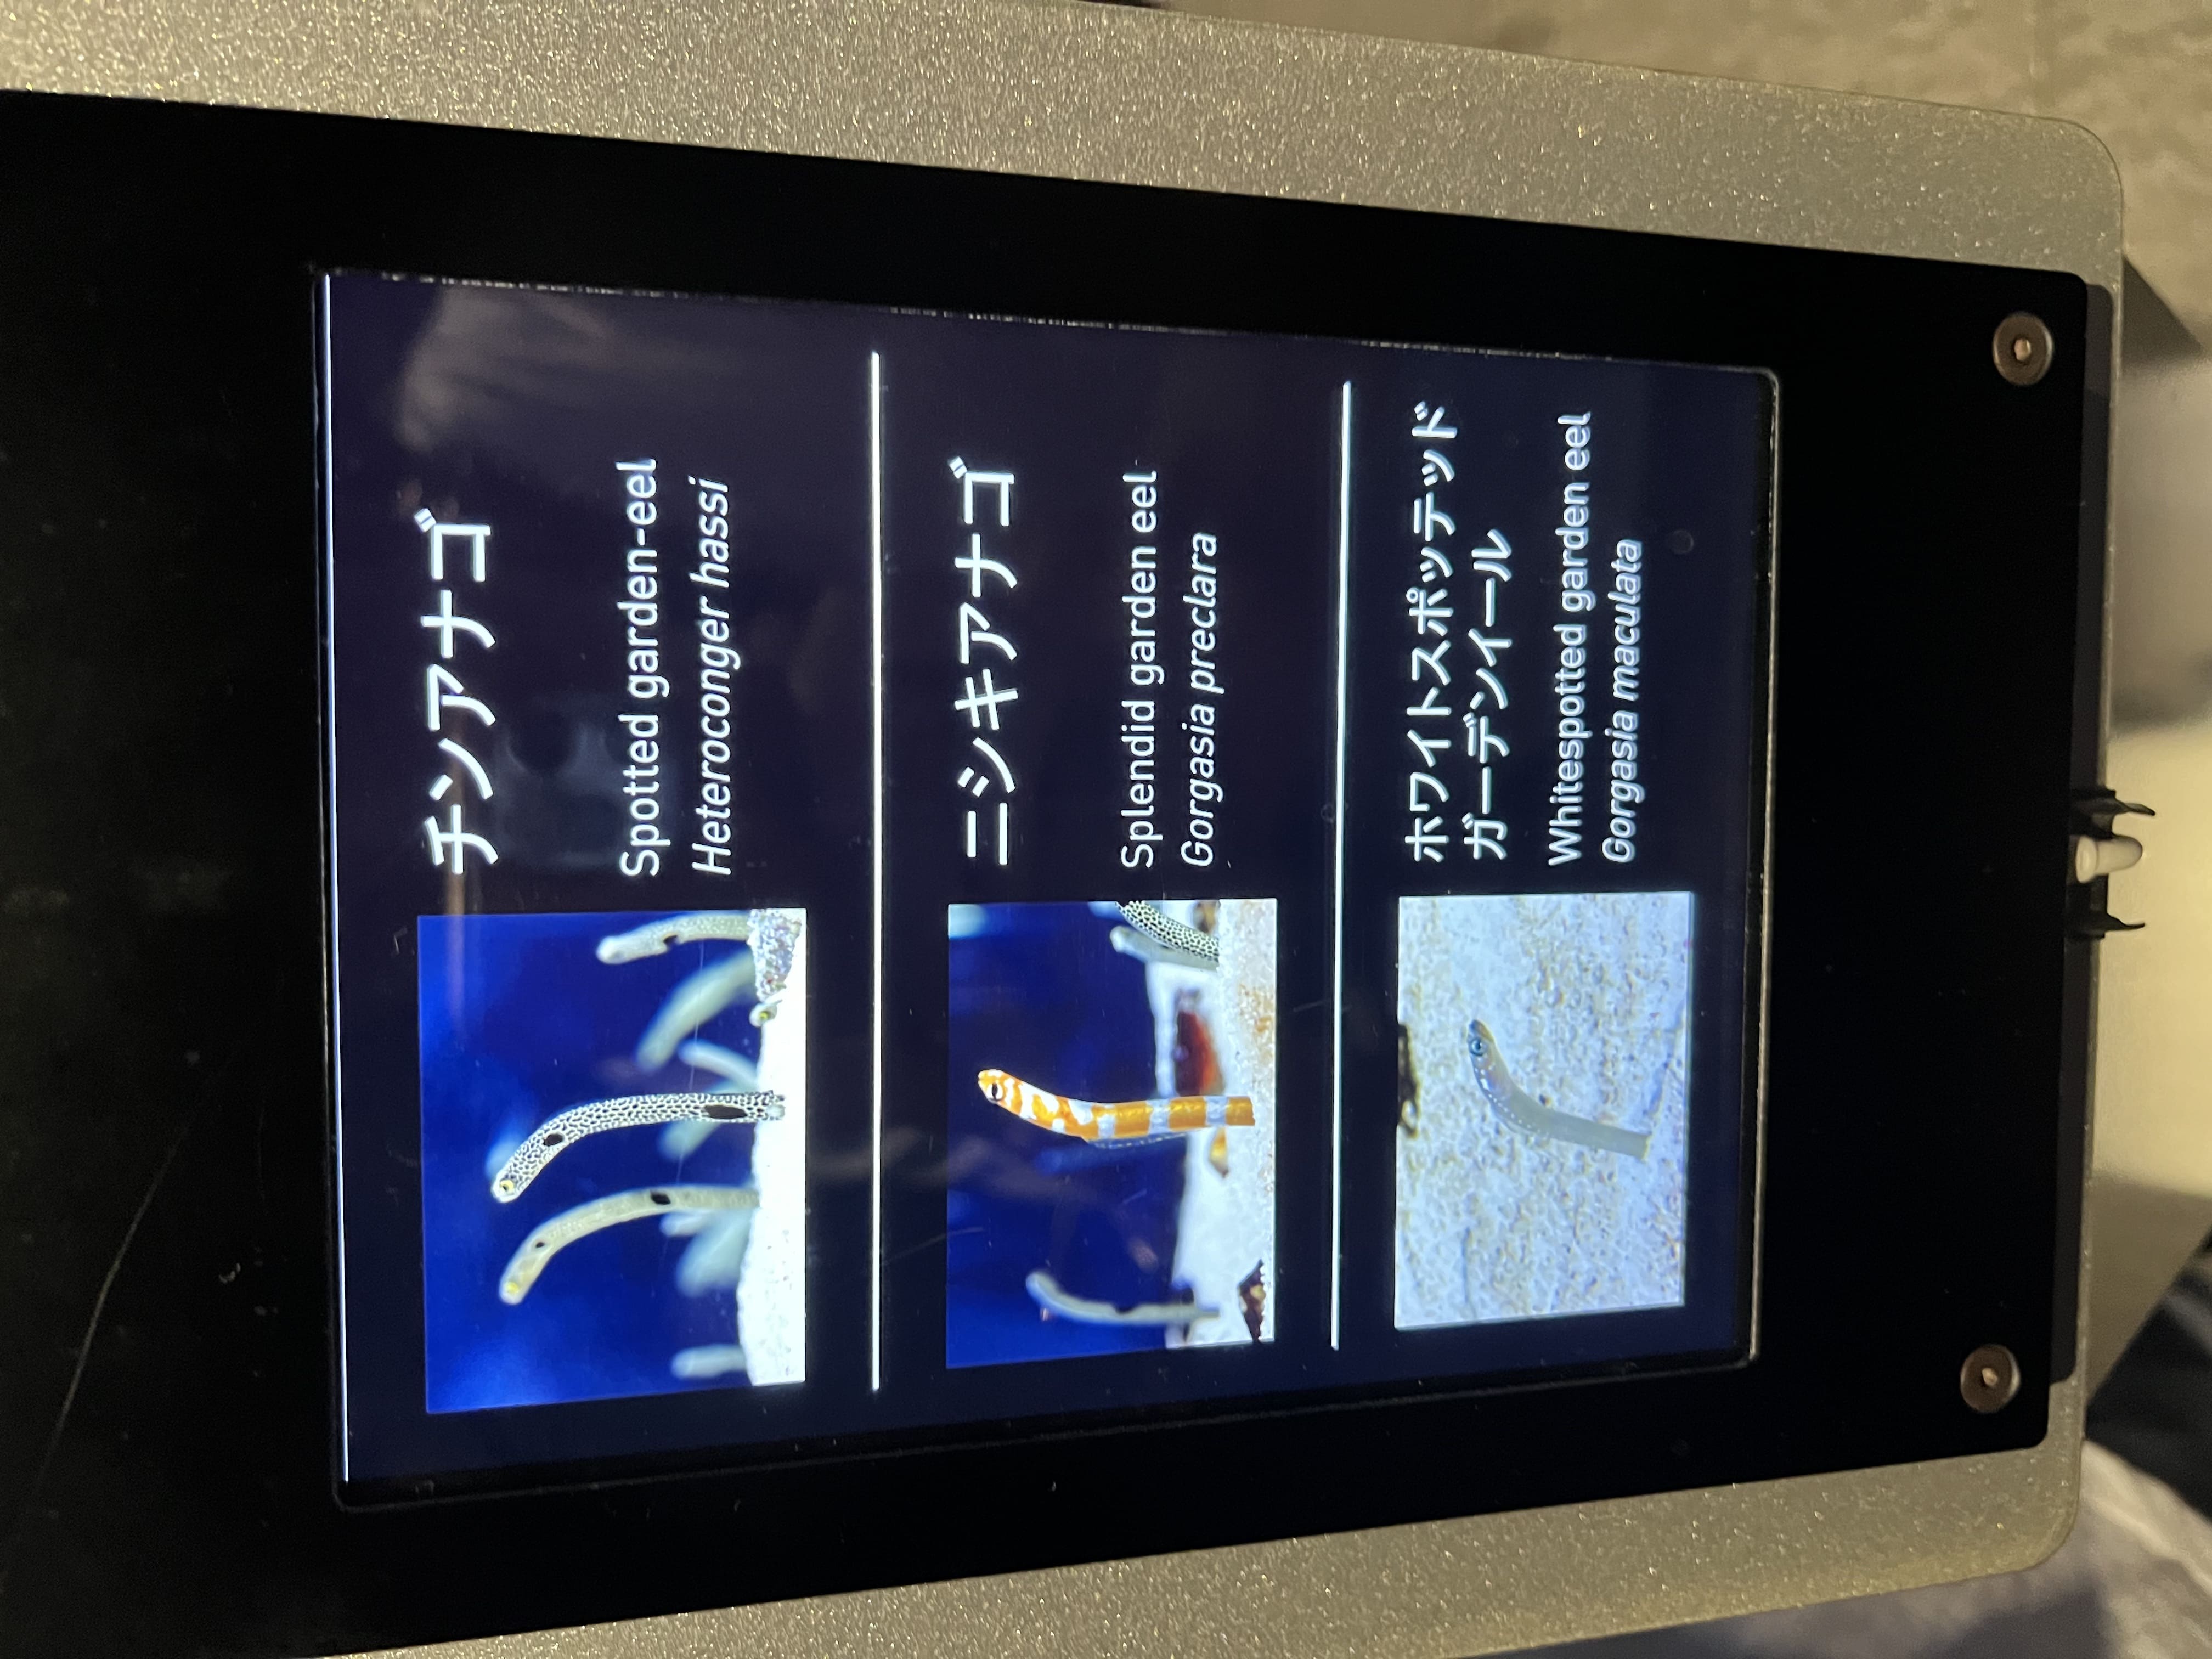 チンアナゴ
Spotted garden-eel
Heteroconger hassi
ニシキアナゴ
Splendid garden eel
Gorgasia preclara
ホワイトスポッテッド
ガーデンイール
Whitespotted garden eel
Gorgasia maculata